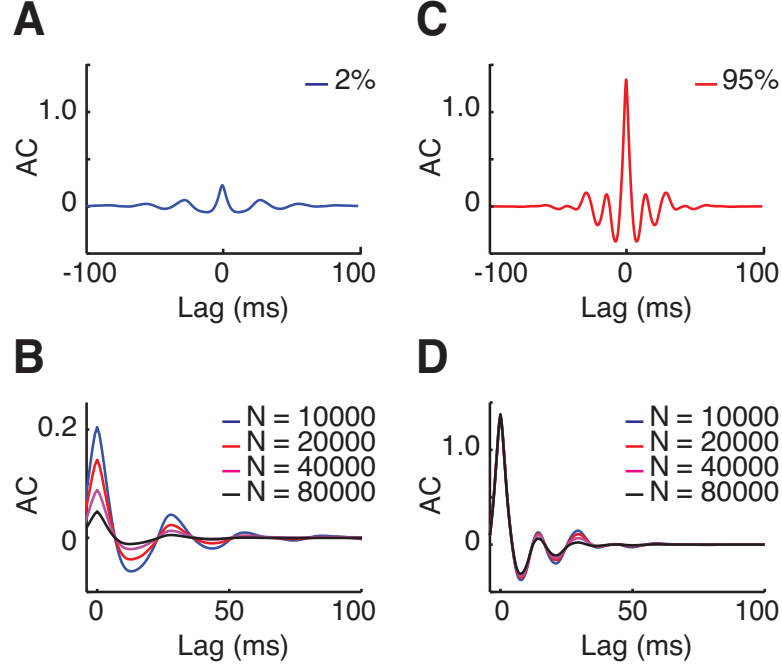 A
2%
1.0
0
AC
-100
0
100
Lag (ms)
C
95%
1.0
0
AC
-100
0
100
Lag (ms)
B
N = 10000
N = 20000
N = 40000
N = 80000
0.2
0
AC
0
50
100
Lag (ms)
D
N = 10000
N = 20000
N = 40000
N = 80000
1.0
0
AC
0
50
100
Lag (ms)